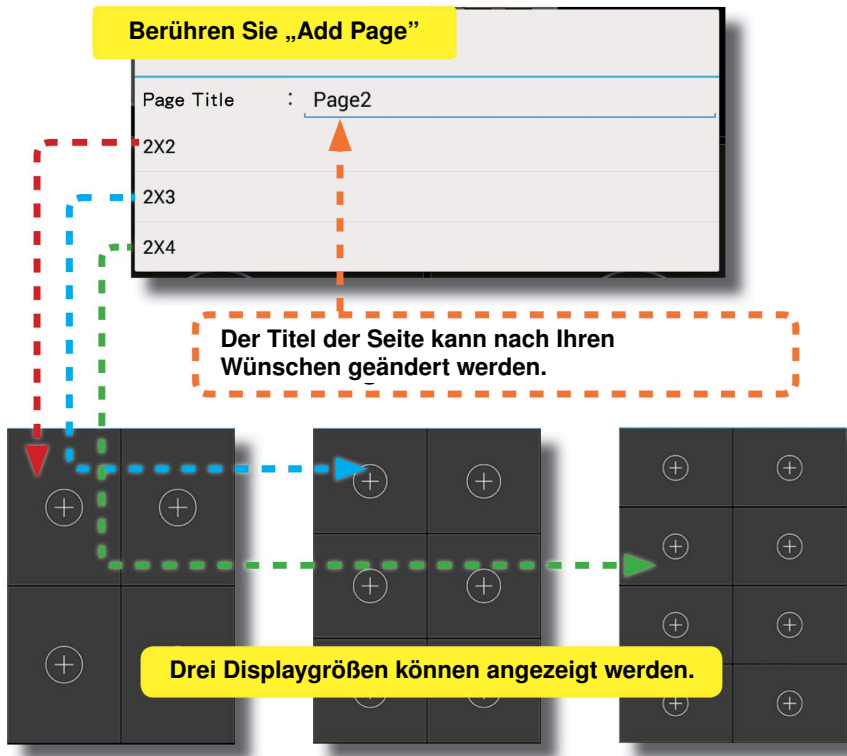 Berühren Sie „Add Page”
Page Title : Page2
2X2
2X3
2X4
Der Titel der Seite kann nach Ihren
Wünschen geändert werden.
Drei Displaygrößen können angezeigt werden.